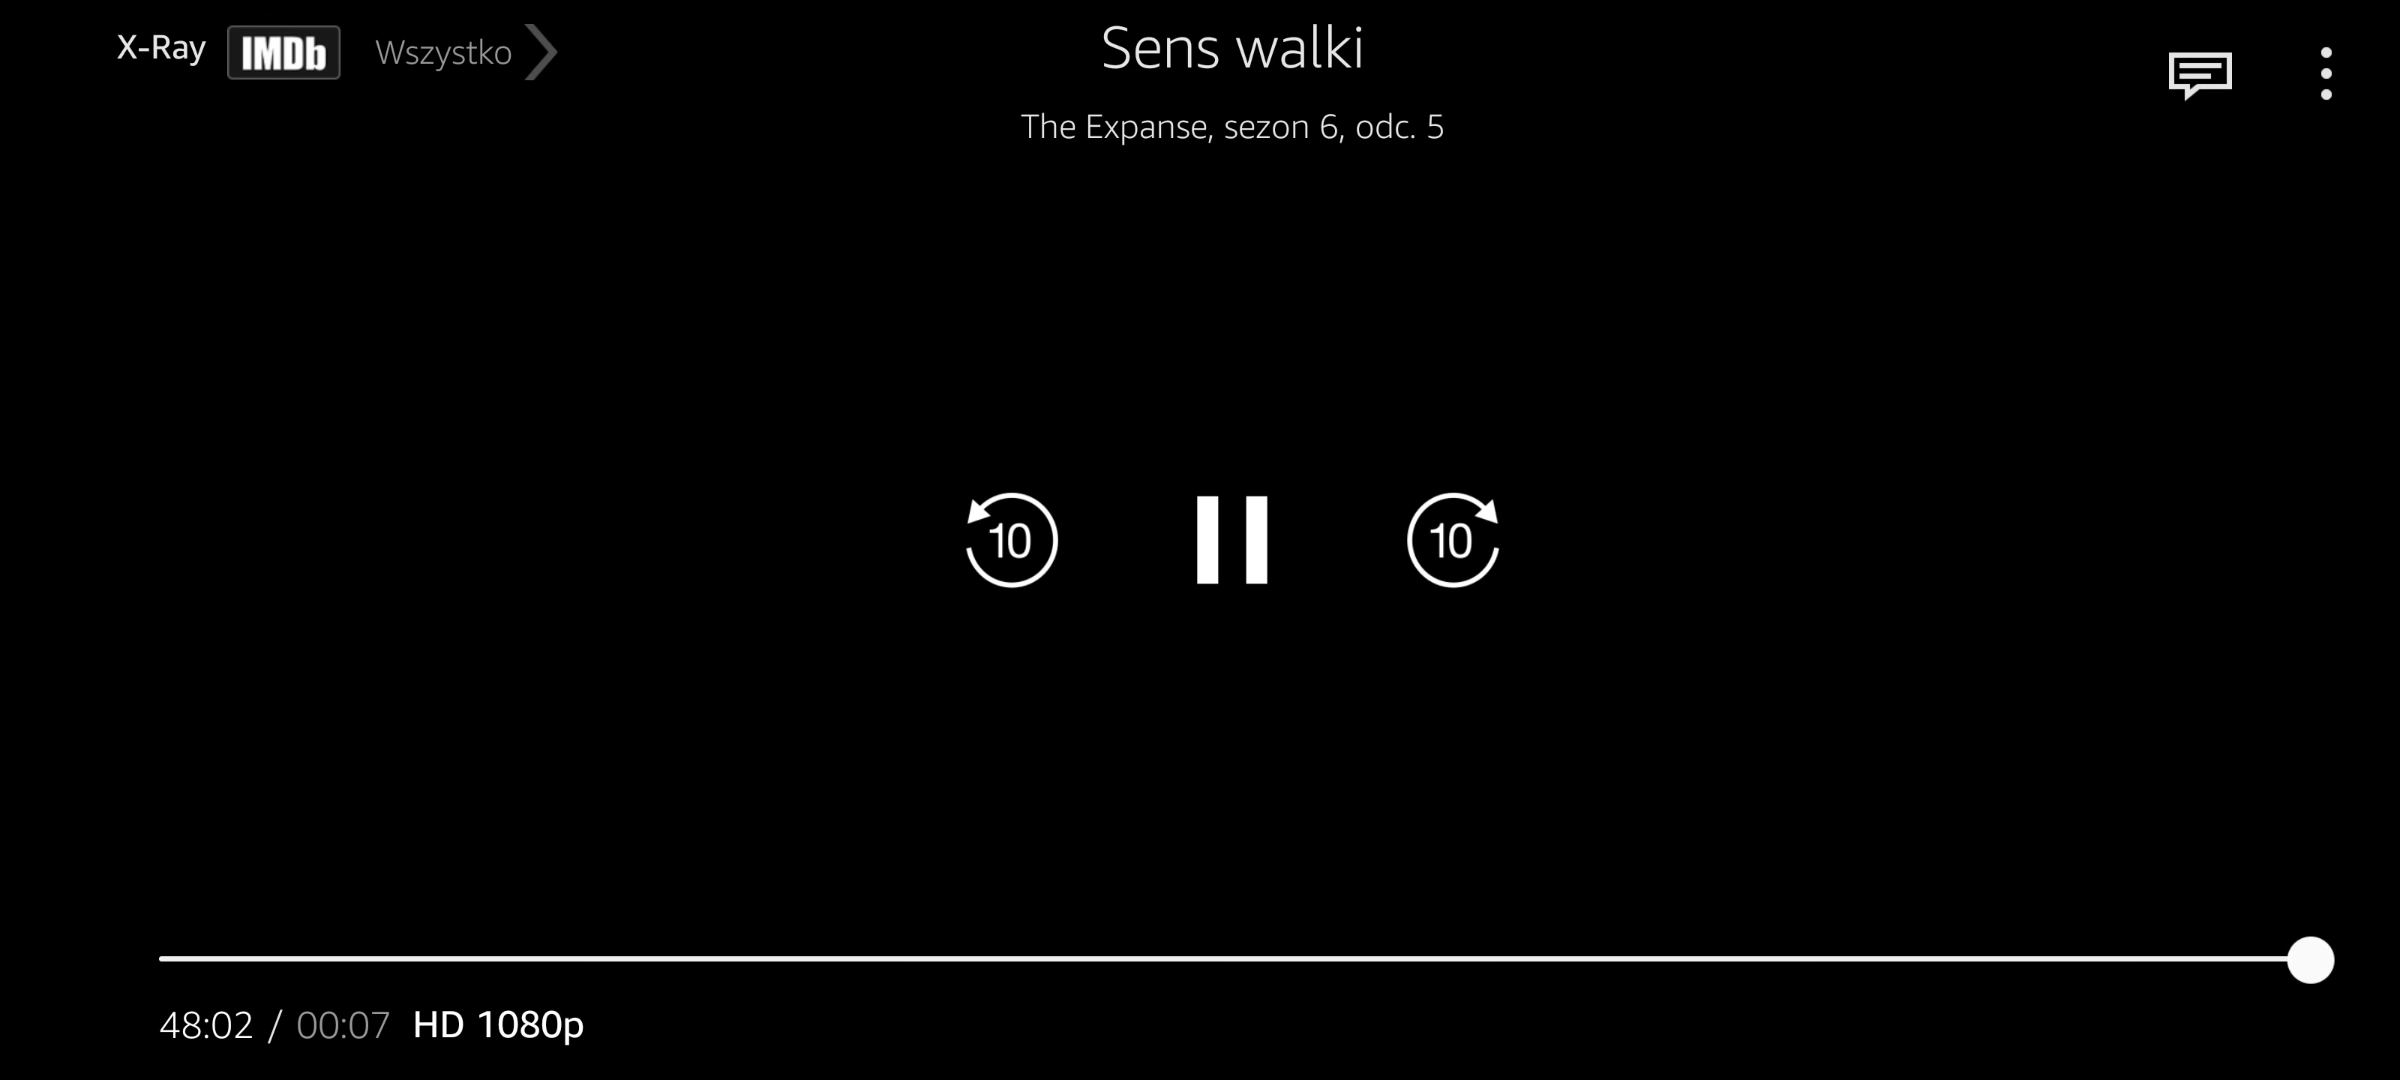 X-Ray IMDb Wszystko
Sens walki
The Expanse, sezon 6, odc. 5
10 10
48:02 / 00:07 HD 1080p